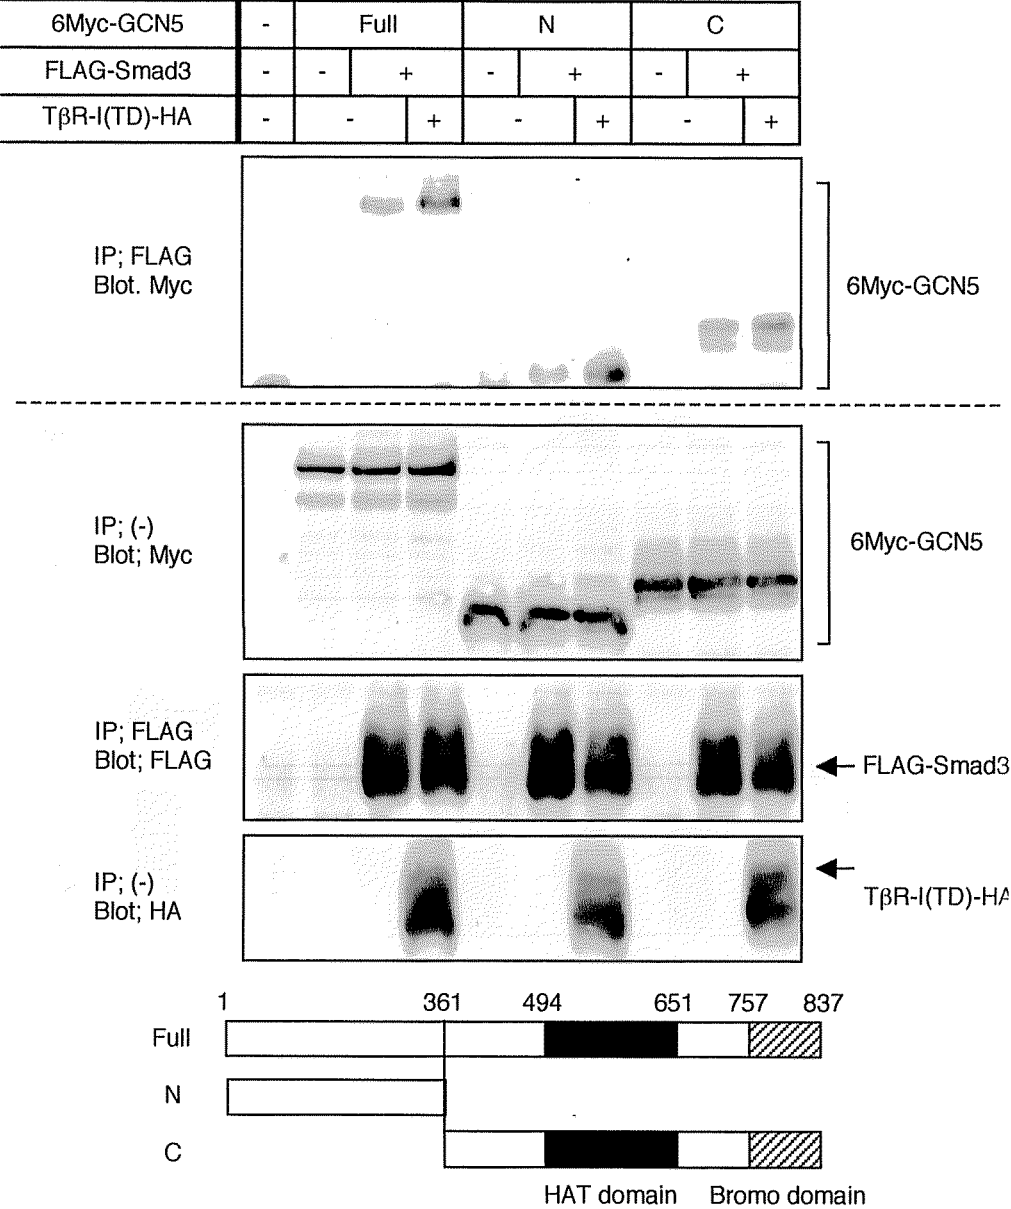 6Myc-GCN5 - Full N C
FLAG-Smad3 - - + - + - +
TβR-I(TD)-HA - - + - + - +
IP; FLAG
Blot. Myc
6Myc-GCN5
IP; (-)
Blot; Myc
6Myc-GCN5
IP; FLAG
Blot; FLAG
FLAG-Smad3
IP; (-)
Blot; HA
TβR-I(TD)-HA
1 361 494 651 757 837
Full
N
C
HAT domain Bromo domain